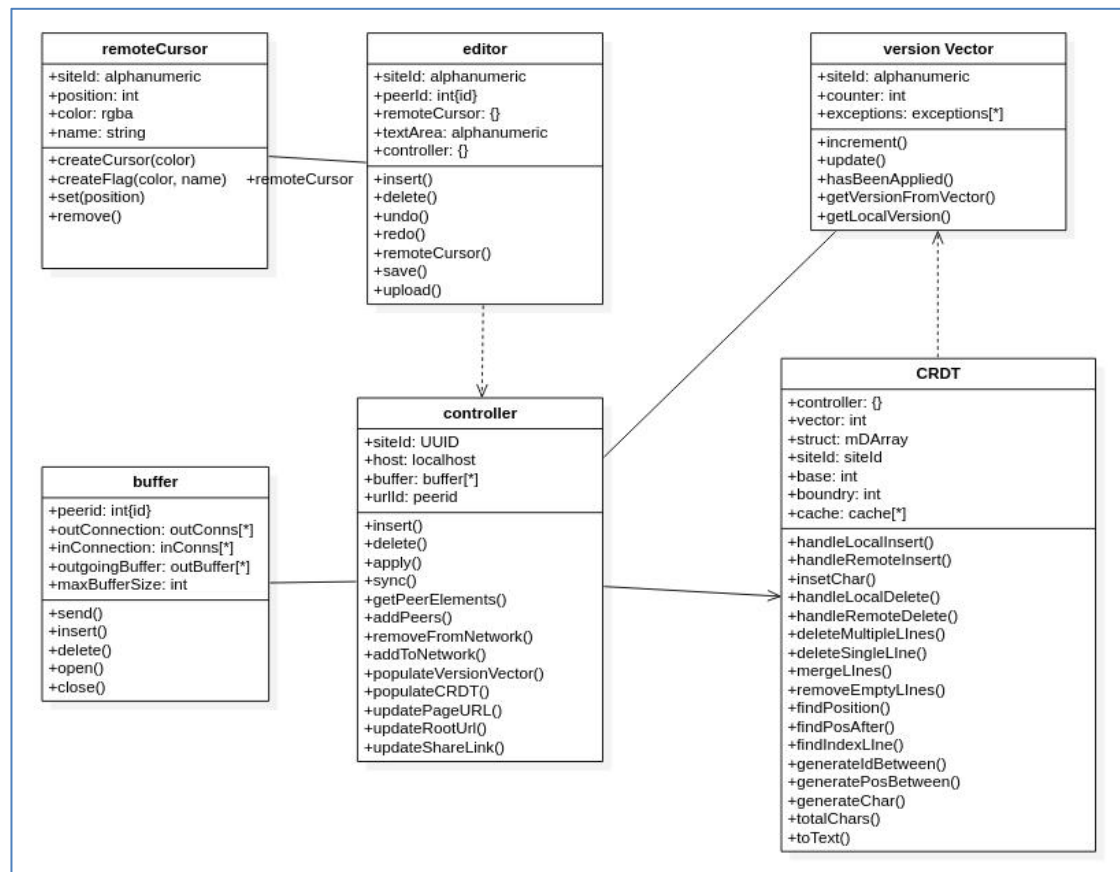 remoteCursor
+siteId: alphanumeric
+position: int
+color: rgba
+name: string
+createCursor(color)
+createFlag(color, name)
+set(position)
+remove()
+remoteCursor
editor
+siteId: alphanumeric
+peerId: int{id}
+remoteCursor: {}
+textArea: alphanumeric
+controller: {}
+insert()
+delete()
+undo()
+redo()
+remoteCursor()
+save()
+upload()
version Vector
+siteId: alphanumeric
+counter: int
+exceptions: exceptions[*]
+increment()
+update()
+hasBeenApplied()
+getVersionFromVector()
+getLocalVersion()
buffer
+peerid: int{id}
+outConnection: outConns[*]
+inConnection: inConns[*]
+outgoingBuffer: outBuffer[*]
+maxBufferSize: int
+send()
+insert()
+delete()
+open()
+close()
controller
+siteId: UUID
+host: localhost
+buffer: buffer[*]
+urlId: peerid
+insert()
+delete()
+apply()
+sync()
+getPeerElements()
+addPeers()
+removeFromNetwork()
+addToNetwork()
+populateVersionVector()
+populateCRDT()
+updatePageURL()
+updateRootUrl()
+updateShareLink()
CRDT
+controller: {}
+vector: int
+struct: mDArray
+siteId: siteId
+base: int
+boundry: int
+cache: cache[*]
+handleLocalInsert()
+handleRemoteInsert()
+insetChar()
+handleLocalDelete()
+handleRemoteDelete()
+deleteMultipleLInes()
+deleteSingleLIne()
+mergeLInes()
+removeEmptyLInes()
+findPosition()
+findPosAfter()
+findIndexLIne()
+generateIdBetween()
+generatePosBetween()
+generateChar()
+totalChars()
+toText()